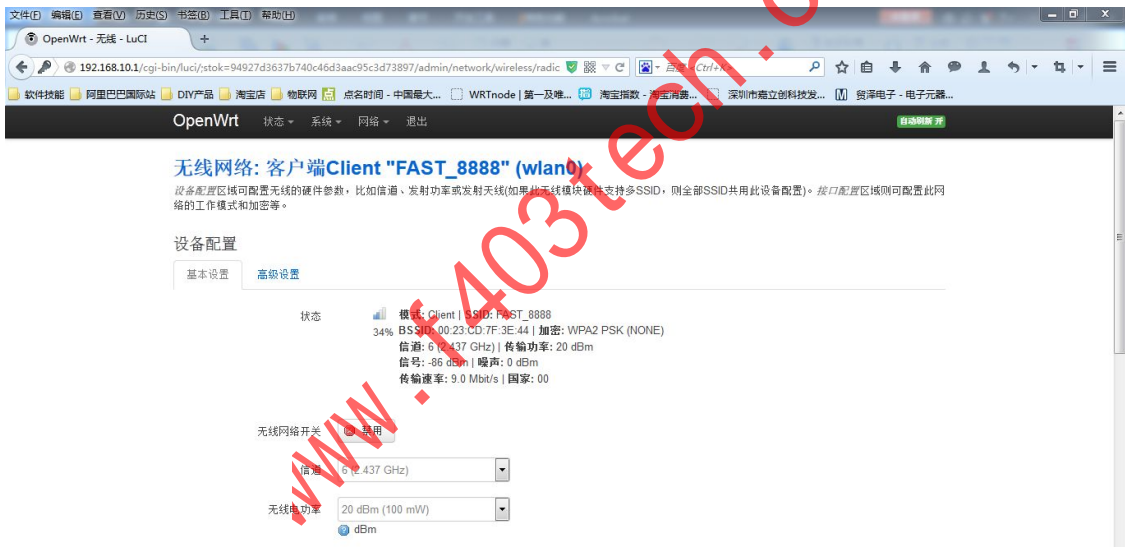 文件(F) 编辑(E) 查看(V) 历史(S) 书签(B) 工具(T) 帮助(H)
OpenWrt - 无线 - LuCI
192.168.10.1/cgi-bin/luci/;stok=94927d3637b740c46d3aac95c3d73897/admin/network/wireless/radic 百度 <Ctrl+K>
软件技能 阿里巴巴国际站 DIY产品 淘宝店 物联网 点名时间 - 中国最大... WRTnode | 第一及唯... 淘宝指数 - 淘宝消费... 深圳市嘉立创科技发... 贸泽电子 - 电子元器...
OpenWrt 状态 系统 网络 退出 自动刷新 开
无线网络: 客户端Client "FAST_8888" (wlan0)
设备配置区域可配置无线的硬件参数，比如信道、发射功率或发射天线(如果此无线模块硬件支持多SSID，则全部SSID共用此设备配置)。接口配置区域则可配置此网
络的工作模式和加密等。
设备配置
基本设置 高级设置
状态
34%
模式: Client | SSID: FAST_8888
BSSID: 00:23:CD:7F:3E:44 | 加密: WPA2 PSK (NONE)
信道: 6 (2.437 GHz) | 传输功率: 20 dBm
信号: -86 dBm | 噪声: 0 dBm
传输速率: 9.0 Mbit/s | 国家: 00
无线网络开关 禁用
信道 6 (2.437 GHz)
无线电功率 20 dBm (100 mW)
dBm
www.f403tech.c